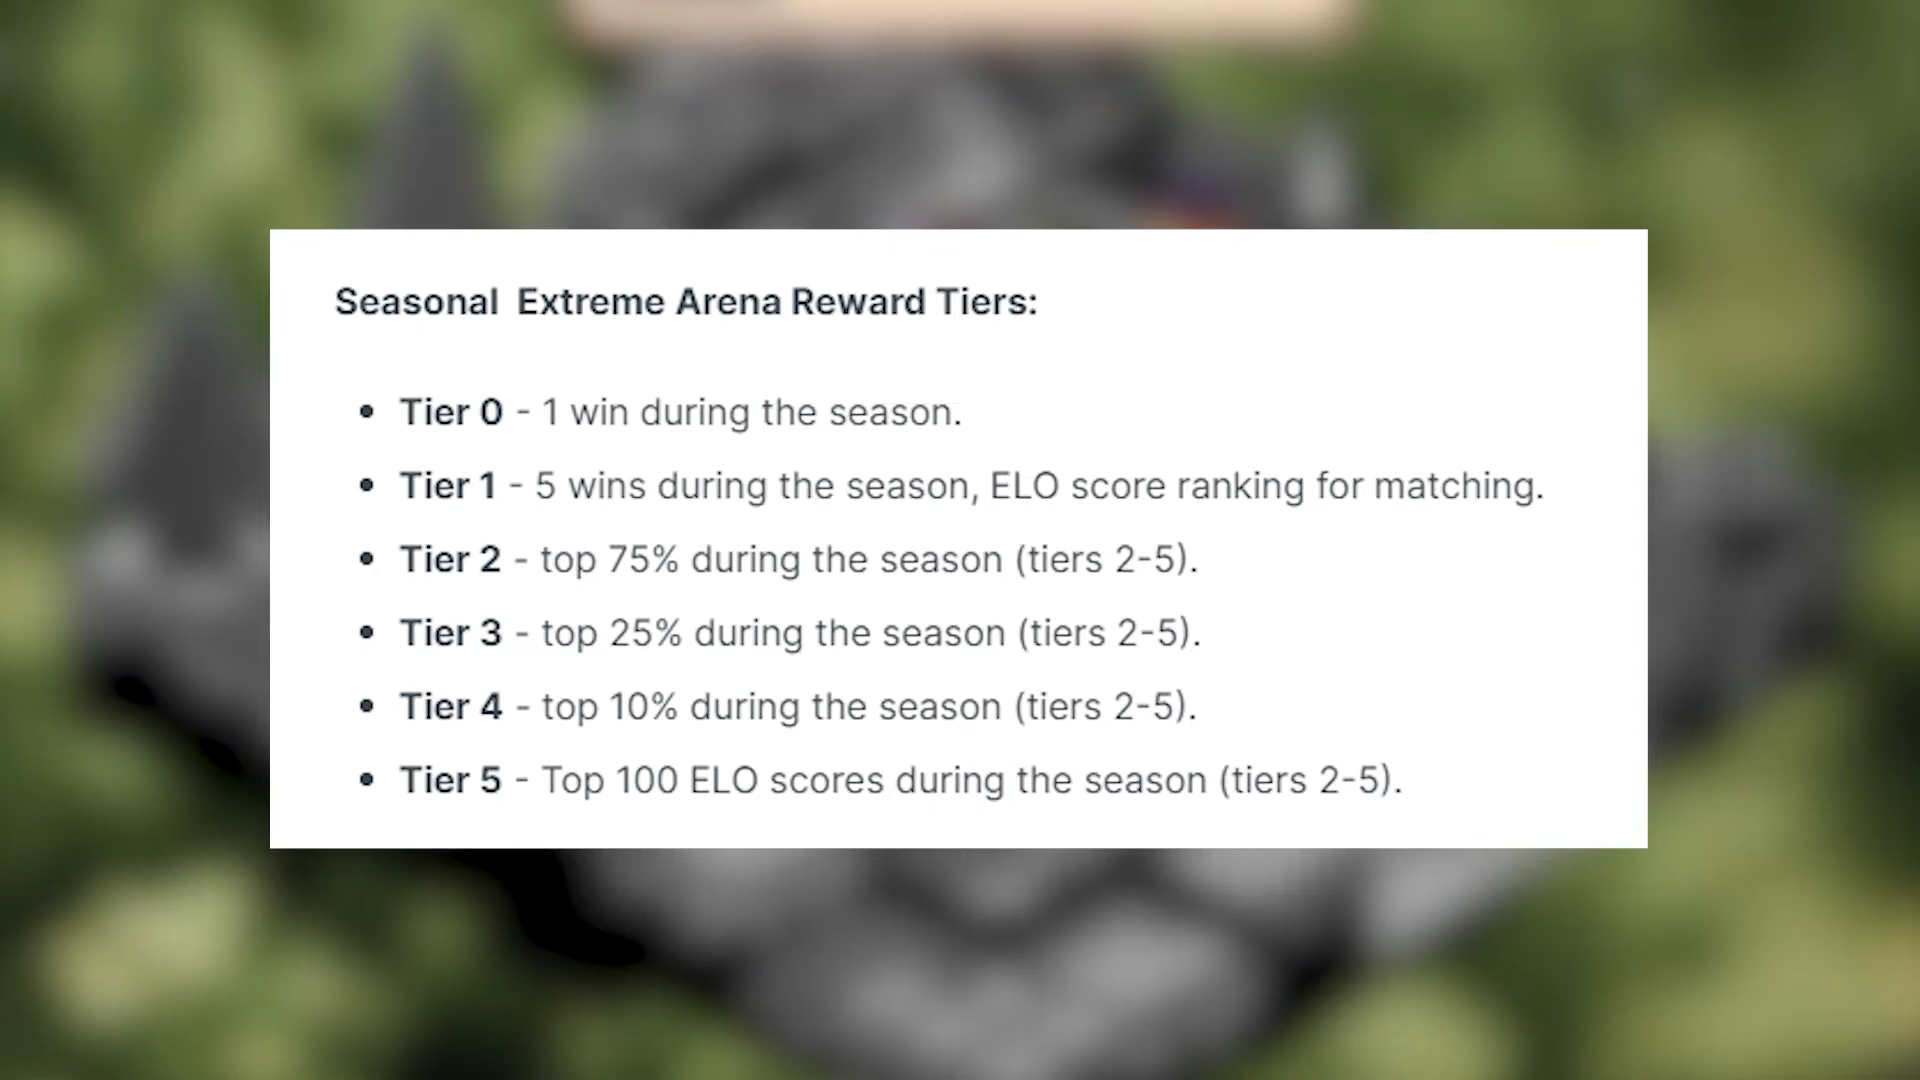 Seasonal Extreme Arena Reward Tiers:
• Tier 0 - 1 win during the season.
• Tier 1 - 5 wins during the season, ELO score ranking for matching.
• Tier 2 - top 75% during the season (tiers 2-5).
• Tier 3 - top 25% during the season (tiers 2-5).
• Tier 4 - top 10% during the season (tiers 2-5).
• Tier 5 - Top 100 ELO scores during the season (tiers 2-5).